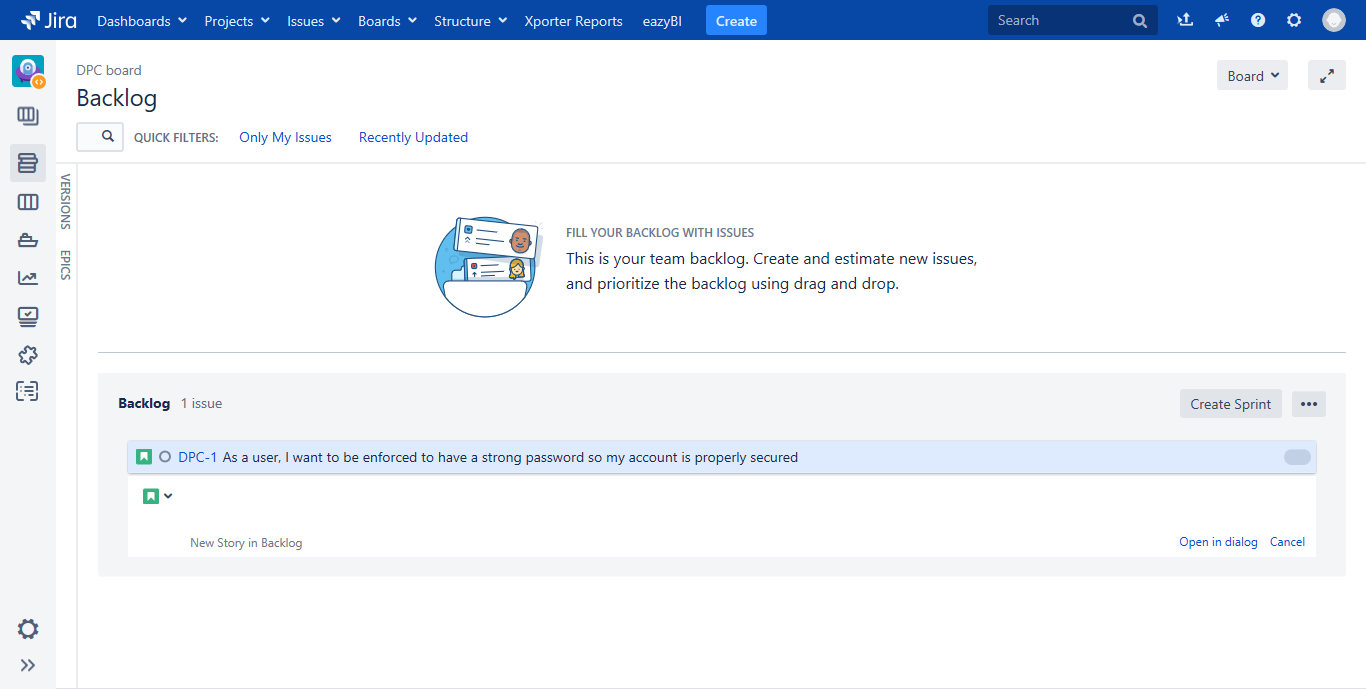 Jira Dashboards Projects Issues Boards Structure Xporter Reports eazyBI Create Search
DPC board
Backlog
Board
QUICK FILTERS: Only My Issues Recently Updated
VERSIONS
EPICS
FILL YOUR BACKLOG WITH ISSUES
This is your team backlog. Create and estimate new issues,
and prioritize the backlog using drag and drop.
Backlog 1 issue Create Sprint
DPC-1 As a user, I want to be enforced to have a strong password so my account is properly secured
New Story in Backlog Open in dialog Cancel